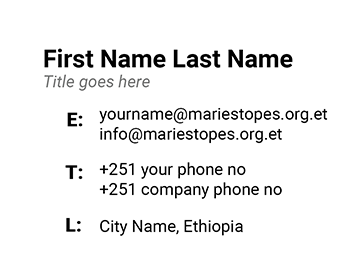 First Name Last Name
Title goes here
E: yourname@mariestopes.org.et
info@mariestopes.org.et
T: +251 your phone no
+251 company phone no
L: City Name, Ethiopia